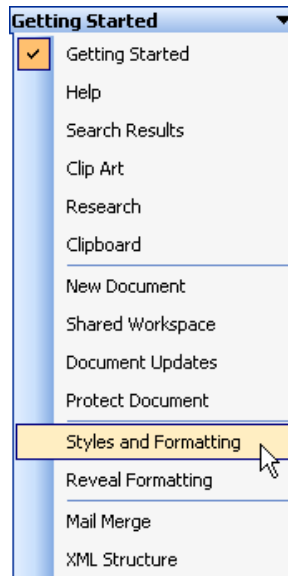 Getting Started
Getting Started
Help
Search Results
Clip Art
Research
Clipboard
New Document
Shared Workspace
Document Updates
Protect Document
Styles and Formatting
Reveal Formatting
Mail Merge
XML Structure